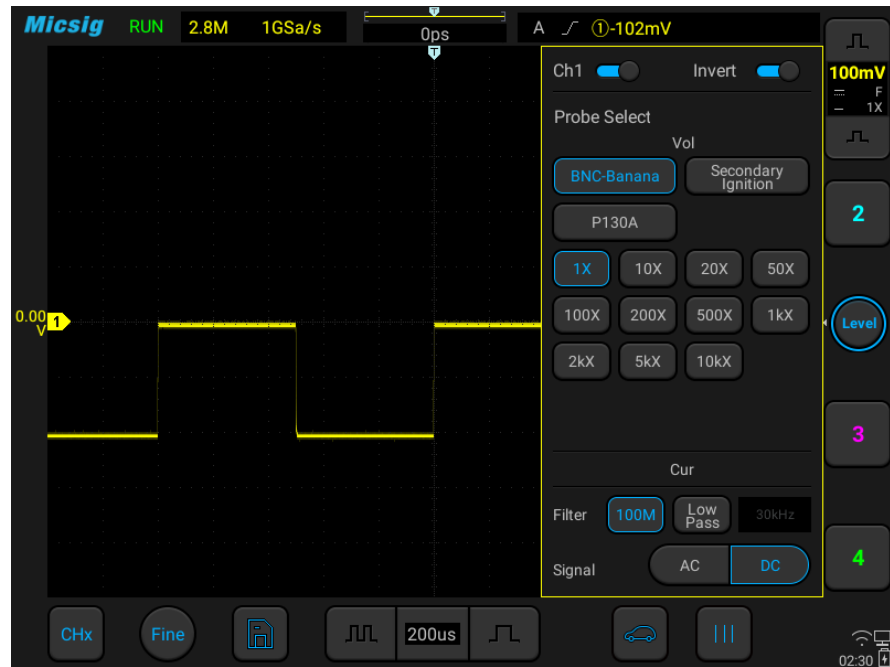 Micsig RUN 2.8M 1GSa/s T 0ps A ①-102mV
T
Ch1 Invert
100mV
F
1X
Probe Select
Vol
BNC-Banana Secondary Ignition
P130A
2
1X 10X 20X 50X
0.00 V 1
100X 200X 500X 1kX
Level
2kX 5kX 10kX
3
Cur
Filter 100M Low Pass 30kHz
Signal AC DC
4
CHx Fine 200us
02:30